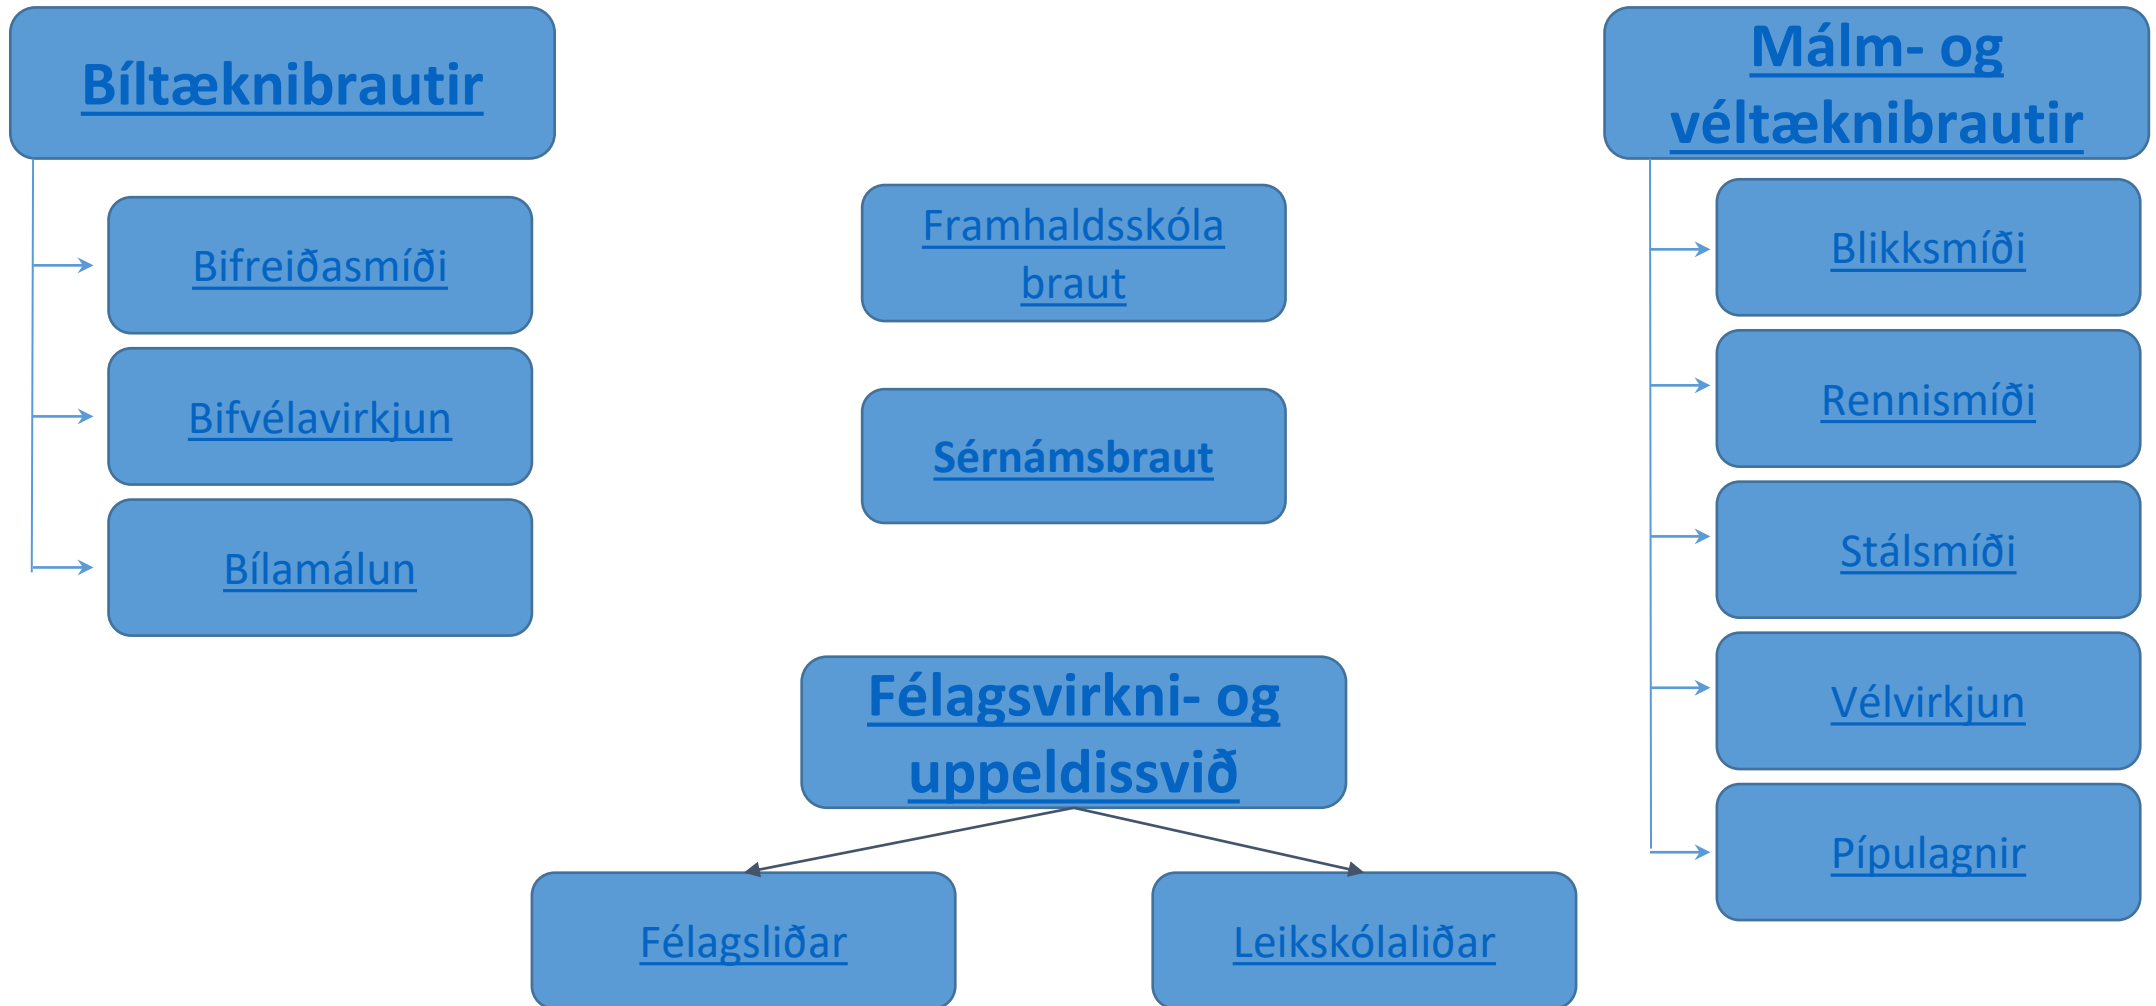 Bíltæknibrautir
Bifreiðasmíði
Bifvélavirkjun
Bílamálun
Framhaldsskóla
braut
Sérnámsbraut
Félagsvirkni- og
uppeldissvið
Félagsliðar
Leikskólaliðar
Málm- og
véltæknibrautir
Blikksmíði
Rennismíði
Stálsmíði
Vélvirkjun
Pípulagnir